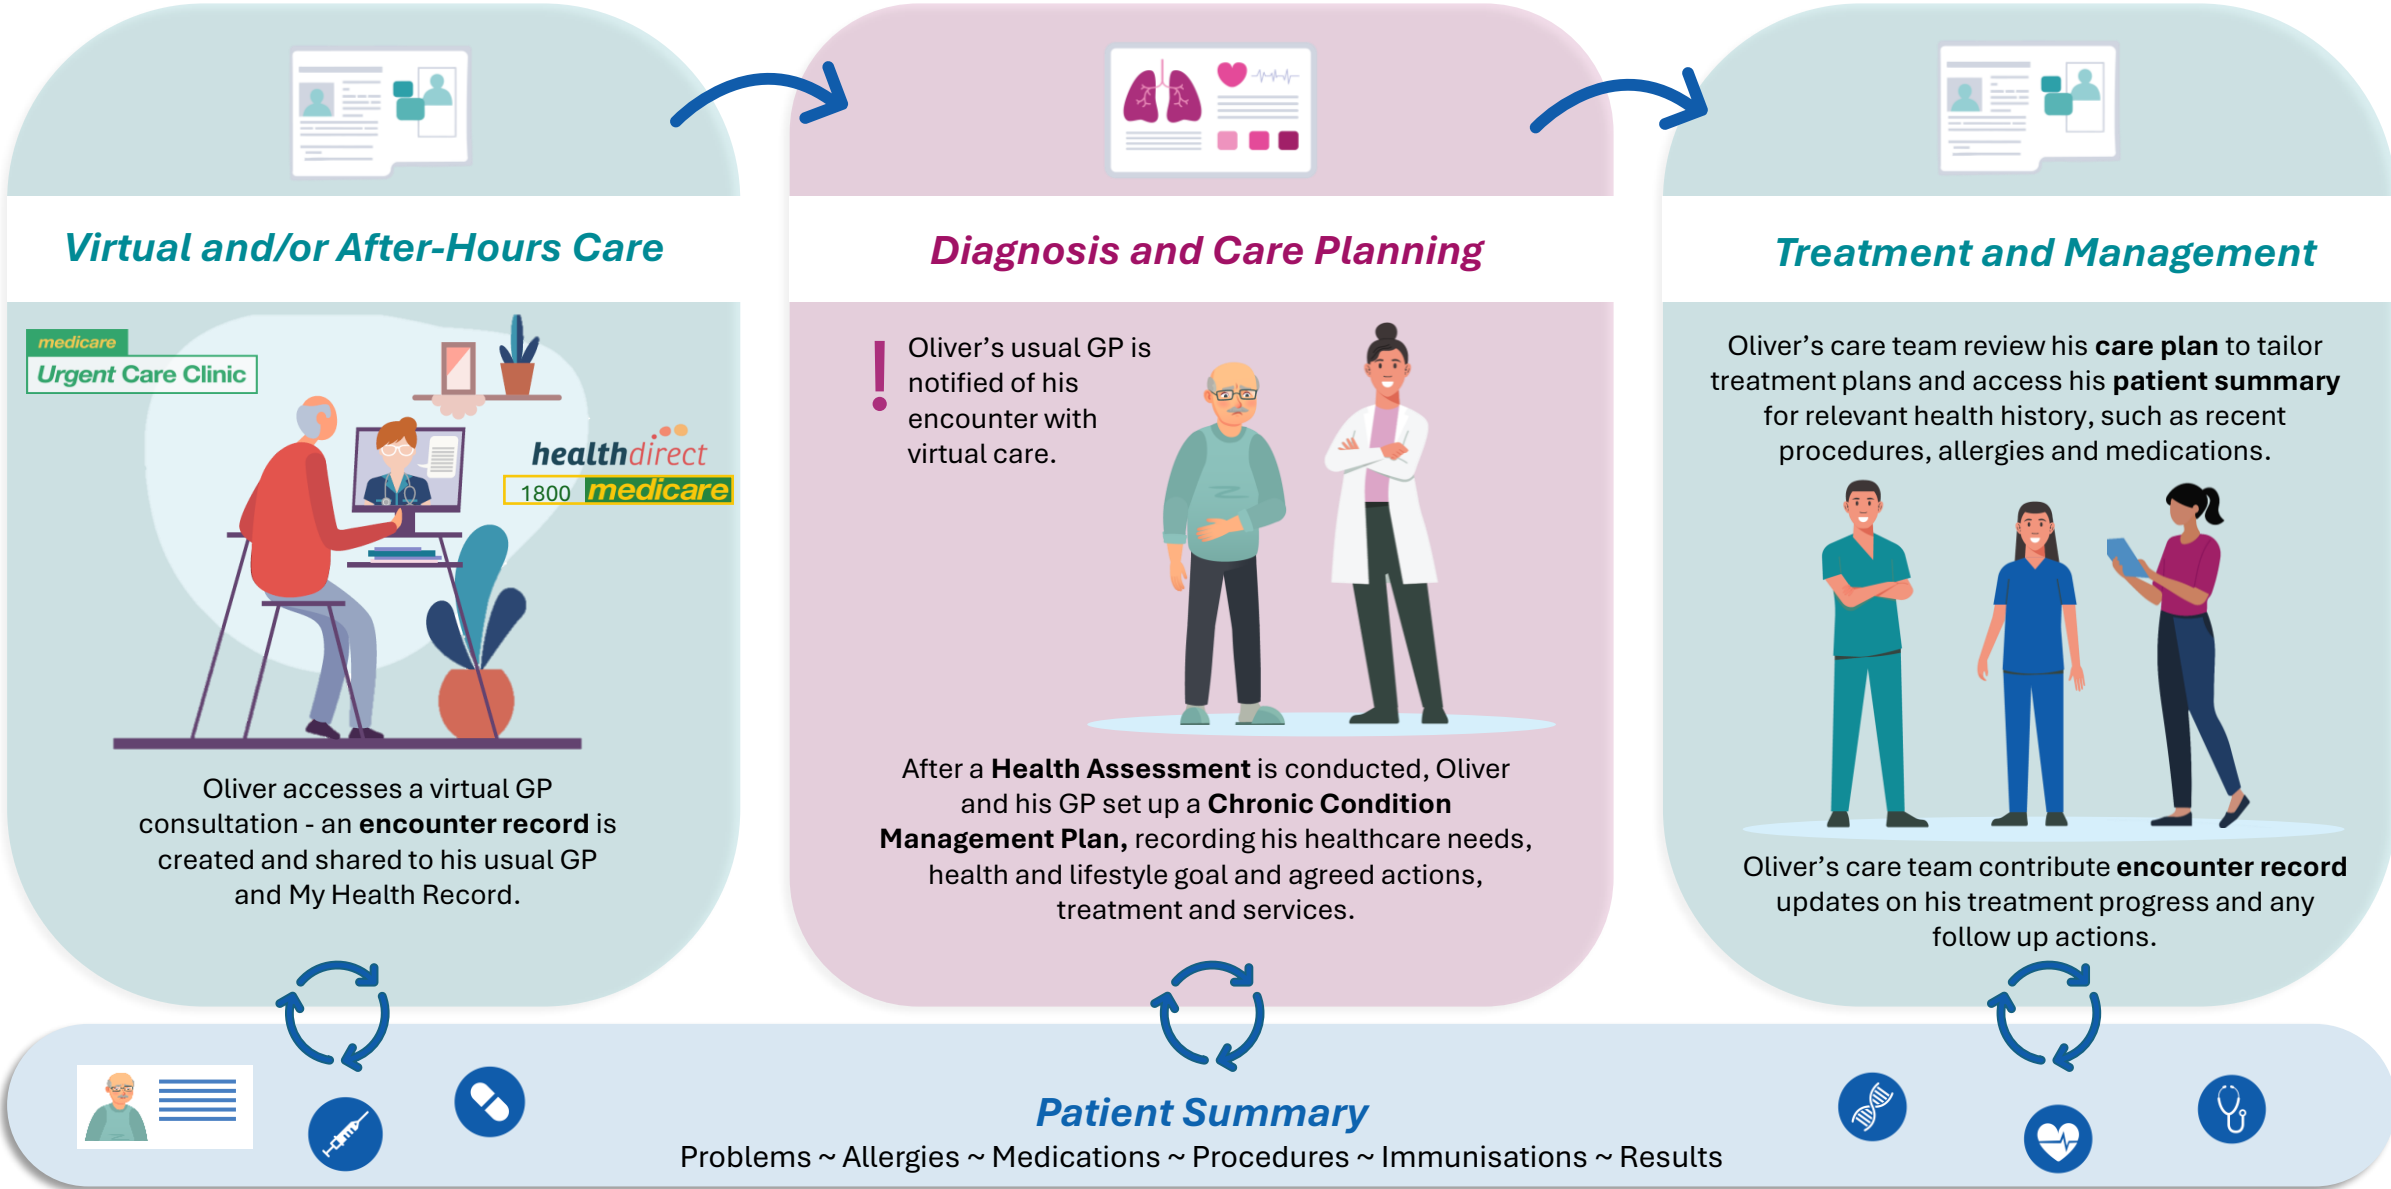 Virtual and/or After-Hours Care
medicare
Urgent Care Clinic
healthdirect
1800 medicare
Oliver accesses a virtual GP
consultation - an encounter record is
created and shared to his usual GP
and My Health Record.
Diagnosis and Care Planning
Oliver’s usual GP is
notified of his
encounter with
virtual care.
After a Health Assessment is conducted, Oliver
and his GP set up a Chronic Condition
Management Plan, recording his healthcare needs,
health and lifestyle goal and agreed actions,
treatment and services.
Treatment and Management
Oliver’s care team review his care plan to tailor
treatment plans and access his patient summary
for relevant health history, such as recent
procedures, allergies and medications.
Oliver’s care team contribute encounter record
updates on his treatment progress and any
follow up actions.
Patient Summary
Problems ~ Allergies ~ Medications ~ Procedures ~ Immunisations ~ Results